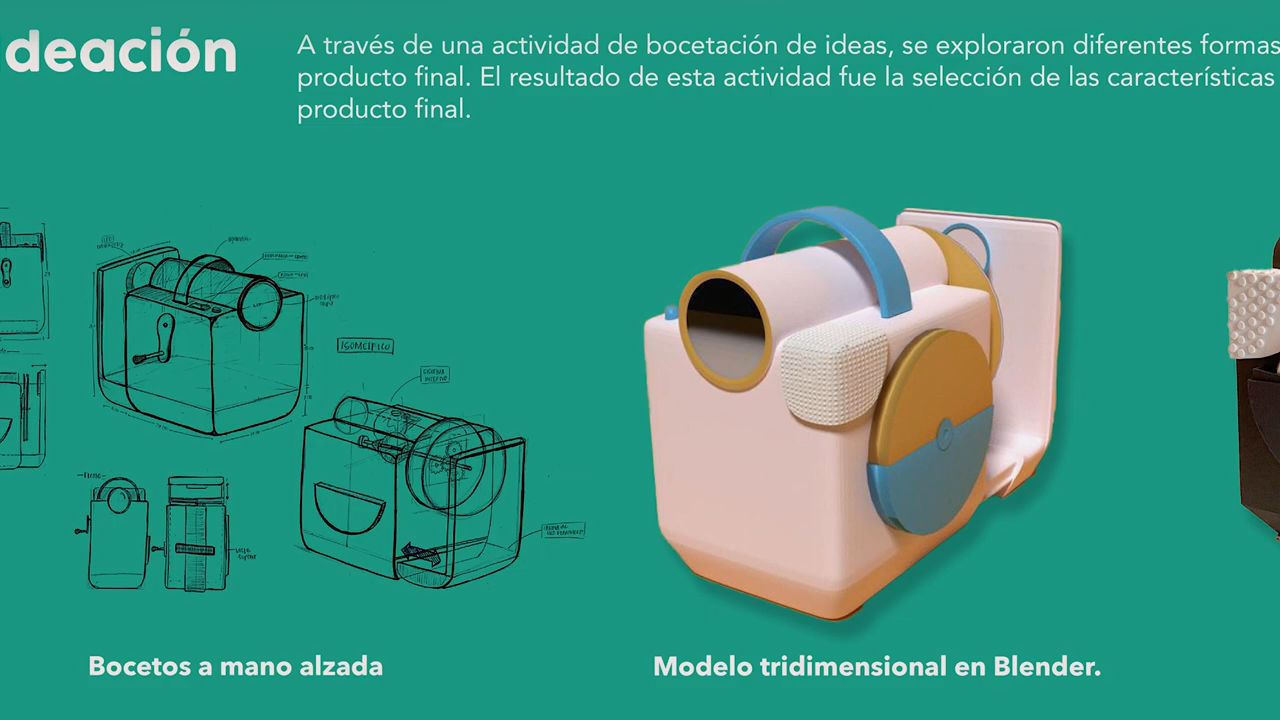 Ideación
A través de una actividad de bocetación de ideas, se exploraron diferentes formas
producto final. El resultado de esta actividad fue la selección de las características
producto final.
ISOMETRICO
Bocetos a mano alzada
Modelo tridimensional en Blender.